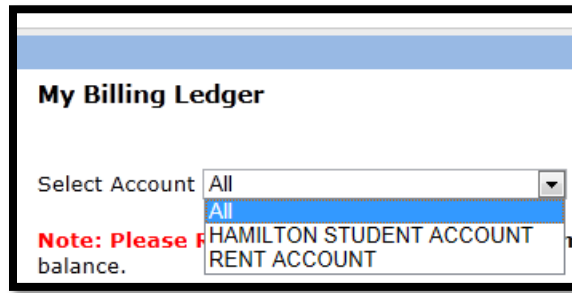 My Billing Ledger
Select Account All
All
HAMILTON STUDENT ACCOUNT
RENT ACCOUNT
Note: Please
balance.